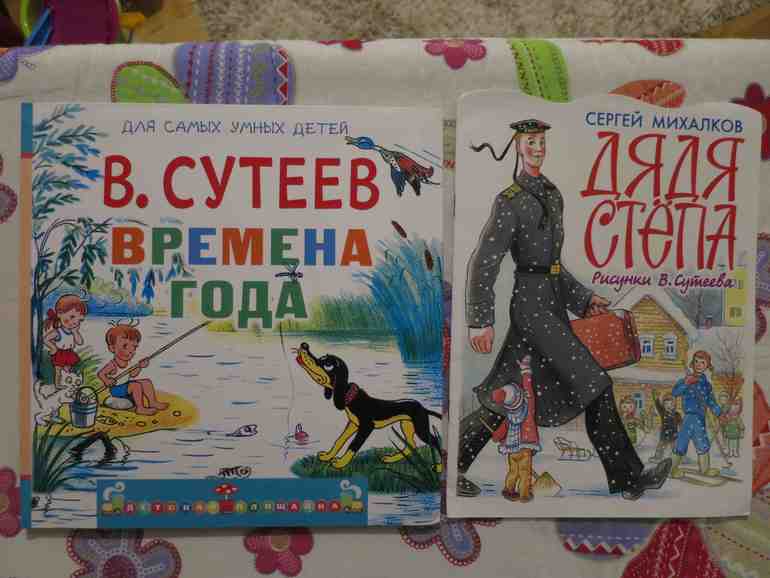 ДЛЯ САМЫХ УМНЫХ ДЕТЕЙ
В. СУТЕЕВ
ВРЕМЕНА
ГОДА
ДЕТСКАЯ ПЛОЩАДКА
СЕРГЕЙ МИХАЛКОВ
ДЯДЯ
СТЁПА
Рисунки В. Сутеева